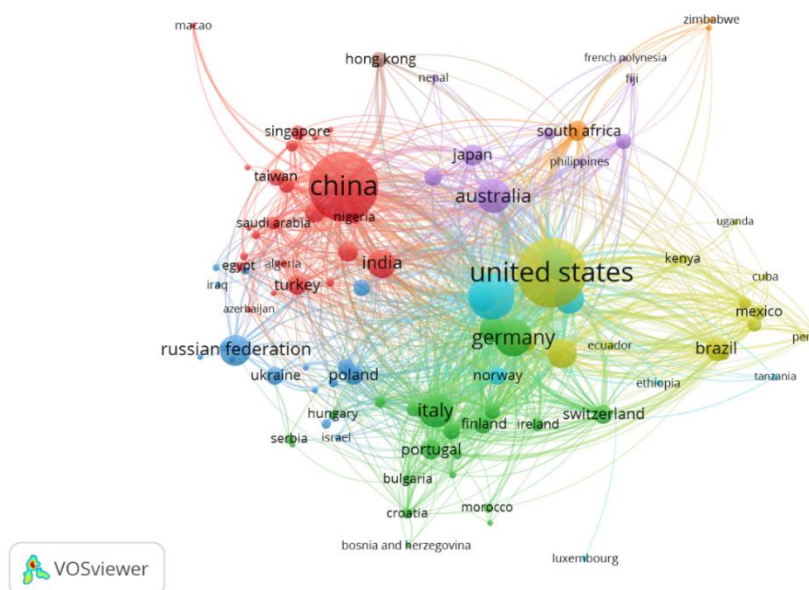 macao
zimbabwe
hong kong
french polynesia
nepal
fiji
singapore
south africa
japan
philippines
taiwan
china
australia
nigeria
saudi arabia
uganda
egypt
algeria
india
kenya
united states
cuba
iraq
turkey
azerbaijan
mexico
germany
per
russian federation
ecuador
brazil
ukraine
poland
norway
ethiopia
tanzania
hungary
italy
switzerland
serbia
israel
finland
ireland
portugal
bulgaria
croatia
morocco
bosnia and herzegovina
luxembourg
VOSviewer